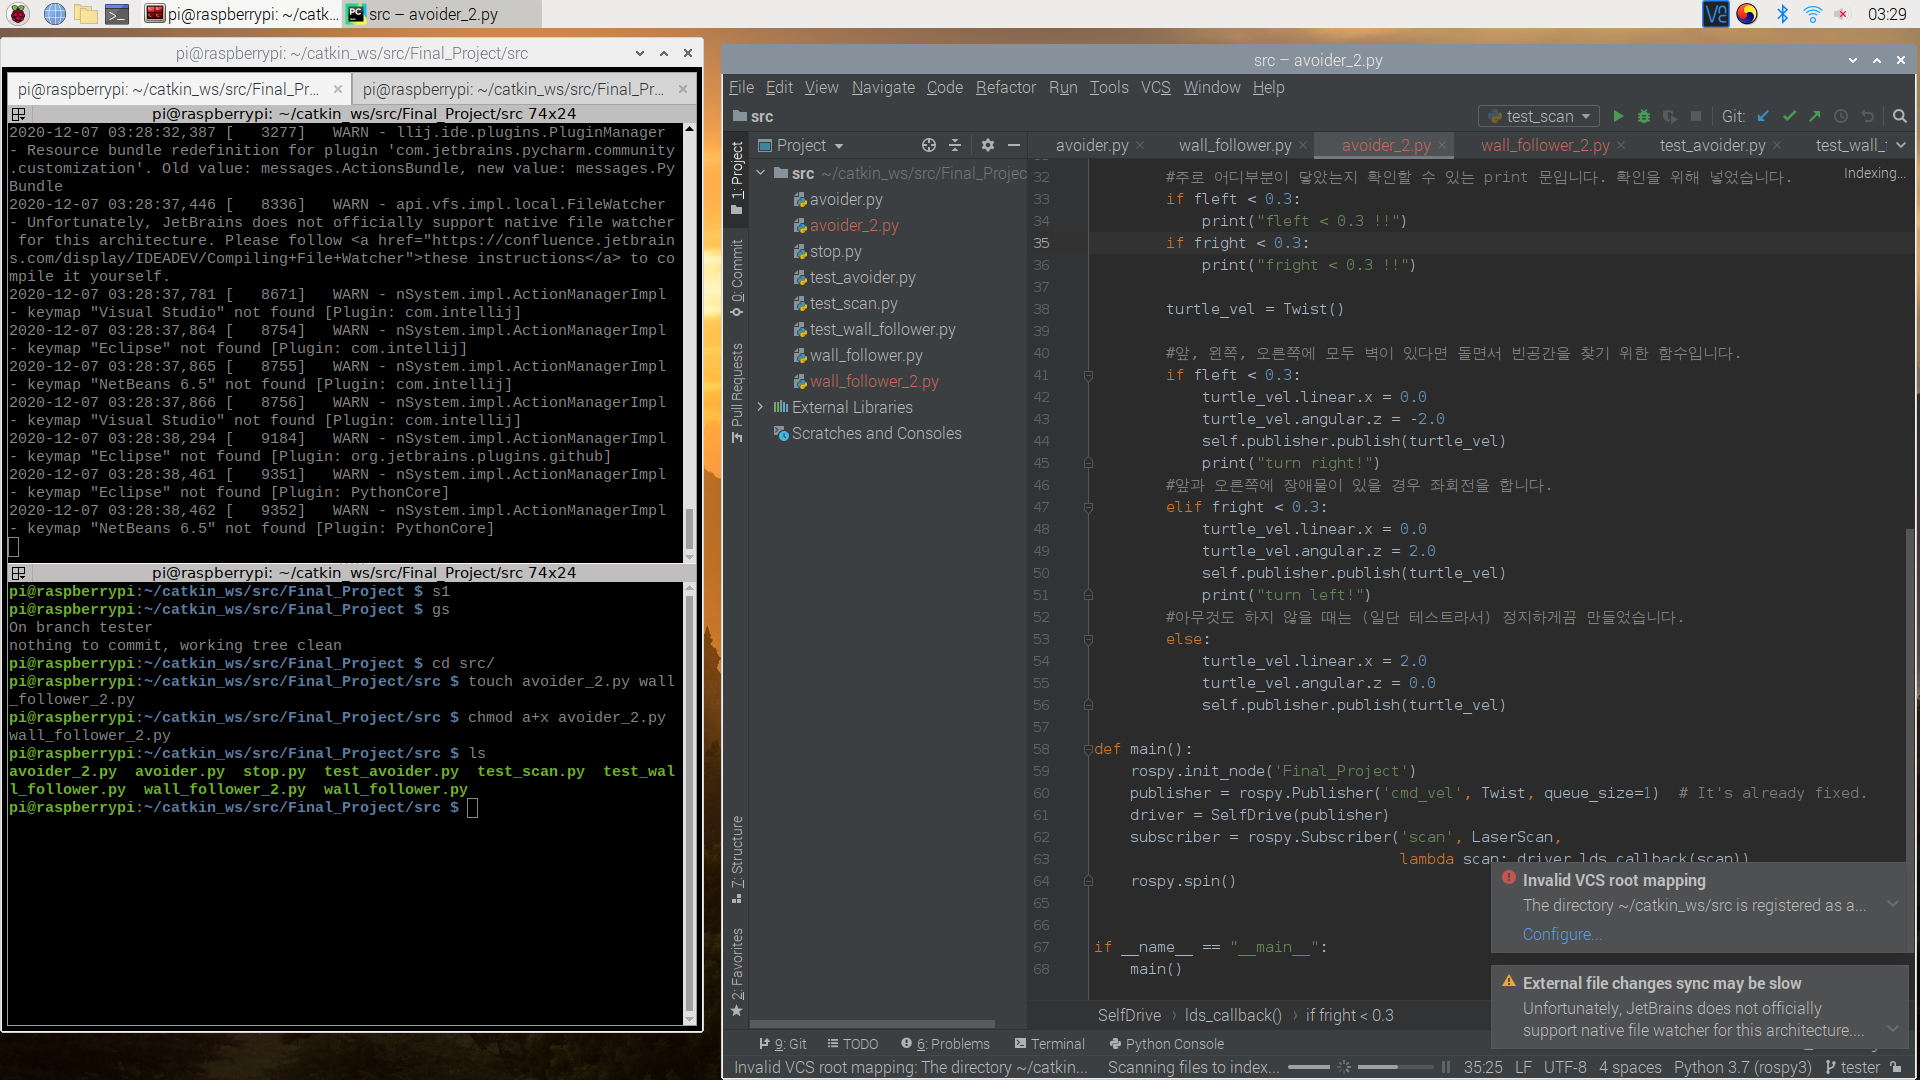 pi@raspberrypi: ~/catk...
src – avoider_2.py
03:29
pi@raspberrypi: ~/catkin_ws/src/Final_Project/src
pi@raspberrypi: ~/catkin_ws/src/Final_Pr...
pi@raspberrypi: ~/catkin_ws/src/Final_Pr...
pi@raspberrypi: ~/catkin_ws/src/Final_Project/src 74x24
2020-12-07 03:28:32,387 [   3277]   WARN - llij.ide.plugins.PluginManager
- Resource bundle redefinition for plugin 'com.jetbrains.pycharm.community
.customization'. Old value: messages.ActionsBundle, new value: messages.Py
Bundle
2020-12-07 03:28:37,446 [   8336]   WARN - api.vfs.impl.local.FileWatcher
- Unfortunately, JetBrains does not officially support native file watcher
for this architecture. Please follow <a href="https://confluence.jetbrain
s.com/display/IDEADEV/Compiling+File+Watcher">these instructions</a> to co
mpile it yourself.
2020-12-07 03:28:37,781 [   8671]   WARN - nSystem.impl.ActionManagerImpl
- keymap "Visual Studio" not found [Plugin: com.intellij]
2020-12-07 03:28:37,864 [   8754]   WARN - nSystem.impl.ActionManagerImpl
- keymap "Eclipse" not found [Plugin: com.intellij]
2020-12-07 03:28:37,865 [   8755]   WARN - nSystem.impl.ActionManagerImpl
- keymap "NetBeans 6.5" not found [Plugin: com.intellij]
2020-12-07 03:28:37,866 [   8756]   WARN - nSystem.impl.ActionManagerImpl
- keymap "Visual Studio" not found [Plugin: com.intellij]
2020-12-07 03:28:38,294 [   9184]   WARN - nSystem.impl.ActionManagerImpl
- keymap "Eclipse" not found [Plugin: org.jetbrains.plugins.github]
2020-12-07 03:28:38,461 [   9351]   WARN - nSystem.impl.ActionManagerImpl
- keymap "Eclipse" not found [Plugin: PythonCore]
2020-12-07 03:28:38,462 [   9352]   WARN - nSystem.impl.ActionManagerImpl
- keymap "NetBeans 6.5" not found [Plugin: PythonCore]
pi@raspberrypi: ~/catkin_ws/src/Final_Project/src 74x24
pi@raspberrypi:~/catkin_ws/src/Final_Project $ s1
pi@raspberrypi:~/catkin_ws/src/Final_Project $ gs
On branch tester
nothing to commit, working tree clean
pi@raspberrypi:~/catkin_ws/src/Final_Project $ cd src/
pi@raspberrypi:~/catkin_ws/src/Final_Project/src $ touch avoider_2.py wall
_follower_2.py
pi@raspberrypi:~/catkin_ws/src/Final_Project/src $ chmod a+x avoider_2.py
wall_follower_2.py
pi@raspberrypi:~/catkin_ws/src/Final_Project/src $ ls
avoider_2.py  avoider.py  stop.py  test_avoider.py  test_scan.py  test_wal
l_follower.py  wall_follower_2.py  wall_follower.py
pi@raspberrypi:~/catkin_ws/src/Final_Project/src $
src – avoider_2.py
File Edit View Navigate Code Refactor Run Tools VCS Window Help
src
test_scan
Git:
Project
avoider.py
wall_follower.py
avoider_2.py
wall_follower_2.py
test_avoider.py
test_wall_
1: Project
0: Commit
Pull Requests
7: Structure
2: Favorites
src ~/catkin_ws/src/Final_Projec
avoider.py
avoider_2.py
stop.py
test_avoider.py
test_scan.py
test_wall_follower.py
wall_follower.py
wall_follower_2.py
External Libraries
Scratches and Consoles
Indexing...
32 #주로 어디부분이 닿았는지 확인할 수 있는 print 문입니다. 확인을 위해 넣었습니다.
33 if fleft < 0.3:
34 print("fleft < 0.3 !!")
35 if fright < 0.3:
36 print("fright < 0.3 !!")
37
38 turtle_vel = Twist()
39
40 #앞, 왼쪽, 오른쪽에 모두 벽이 있다면 돌면서 빈공간을 찾기 위한 함수입니다.
41 if fleft < 0.3:
42 turtle_vel.linear.x = 0.0
43 turtle_vel.angular.z = -2.0
44 self.publisher.publish(turtle_vel)
45 print("turn right!")
46 #앞과 오른쪽에 장애물이 있을 경우 좌회전을 합니다.
47 elif fright < 0.3:
48 turtle_vel.linear.x = 0.0
49 turtle_vel.angular.z = 2.0
50 self.publisher.publish(turtle_vel)
51 print("turn left!")
52 #아무것도 하지 않을 때는 (일단 테스트라서) 정지하게끔 만들었습니다.
53 else:
54 turtle_vel.linear.x = 2.0
55 turtle_vel.angular.z = 0.0
56 self.publisher.publish(turtle_vel)
57
58 def main():
59 rospy.init_node('Final_Project')
60 publisher = rospy.Publisher('cmd_vel', Twist, queue_size=1)  # It's already fixed.
61 driver = SelfDrive(publisher)
62 subscriber = rospy.Subscriber('scan', LaserScan,
63 lambda scan: driver.lds_callback(scan))
64 rospy.spin()
65
66
67 if __name__ == "__main__":
68 main()
Invalid VCS root mapping
The directory ~/catkin_ws/src is registered as a...
Configure...
External file changes sync may be slow
Unfortunately, JetBrains does not officially
support native file watcher for this architecture....
SelfDrive › lds_callback() › if fright < 0.3
9: Git
TODO
6: Problems
Terminal
Python Console
Invalid VCS root mapping: The directory ~/catkin...
Scanning files to index...
35:25 LF UTF-8 4 spaces Python 3.7 (rospy3) tester